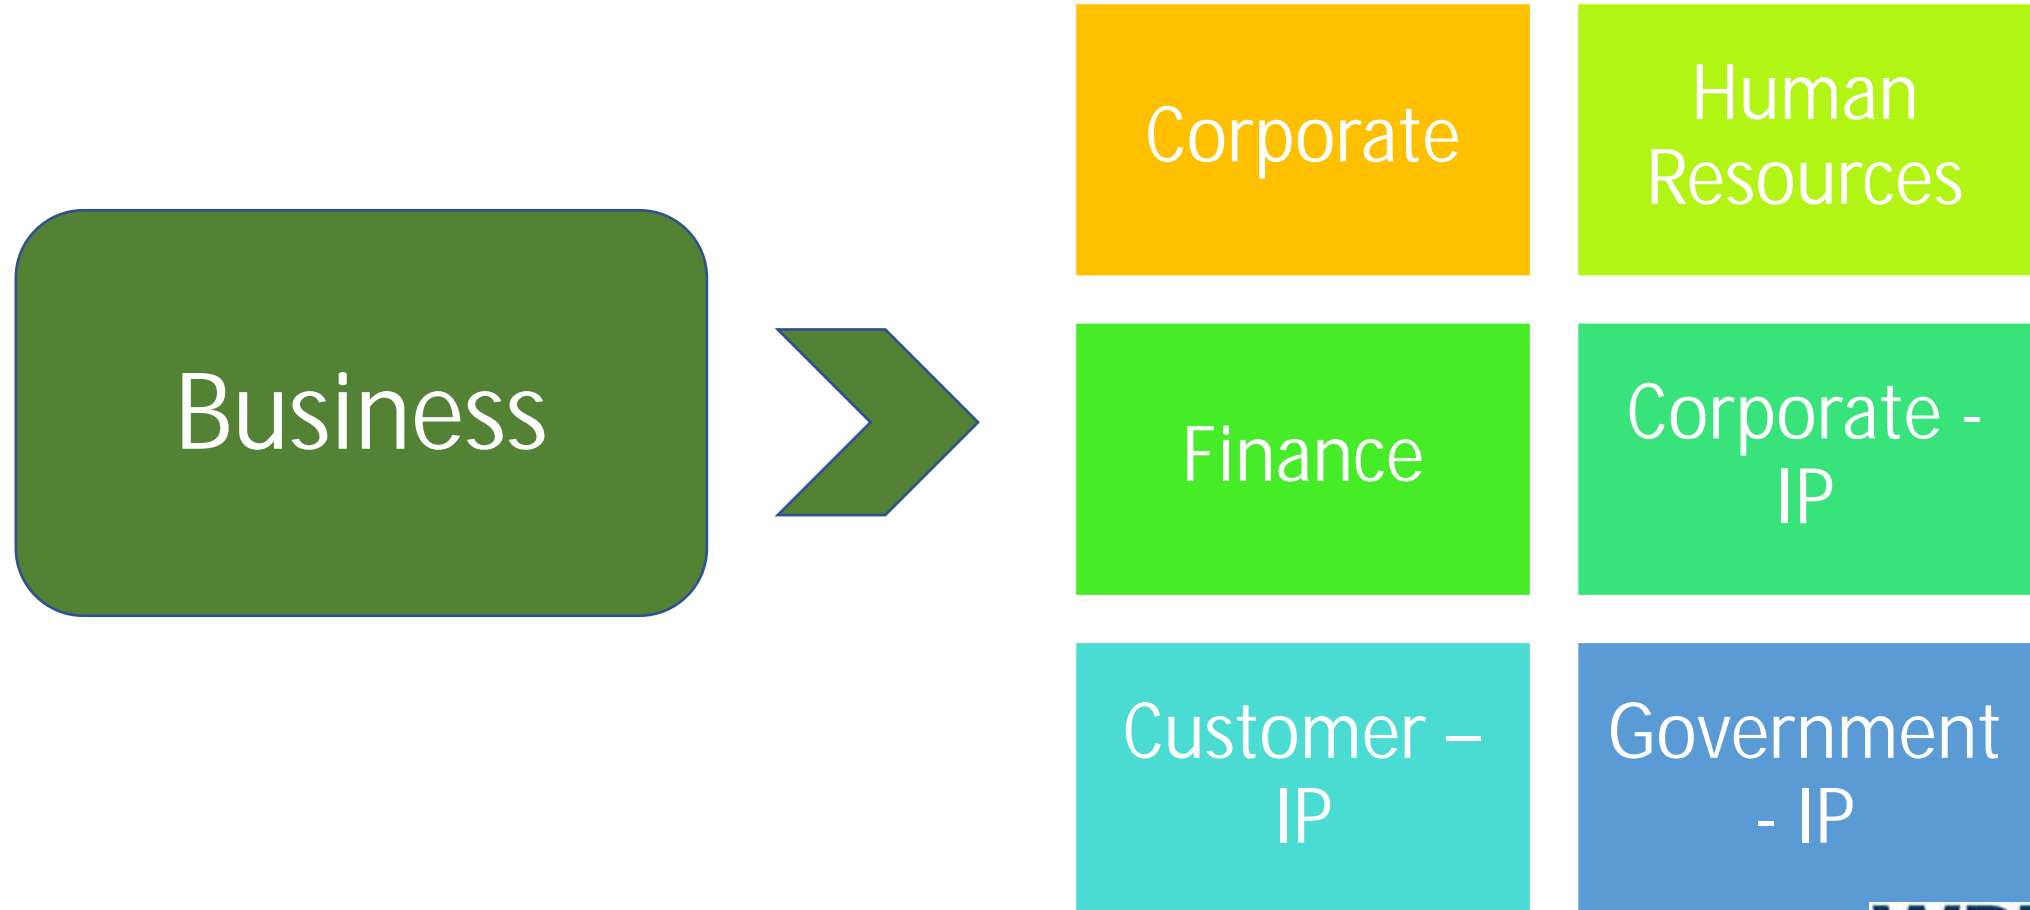 Business
Corporate
Human
Resources
Finance
Corporate -
IP
Customer –
IP
Government
- IP